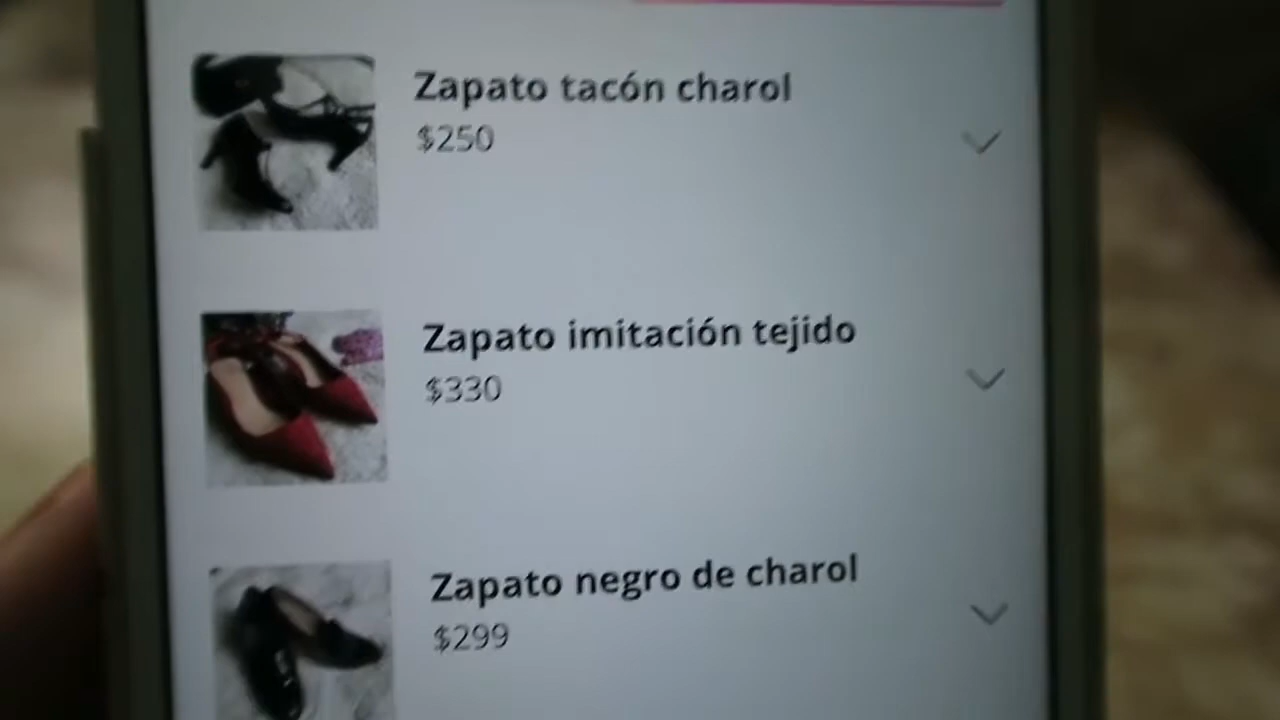 Zapato tacón charol
$250
Zapato imitación tejido
$330
Zapato negro de charol
$299